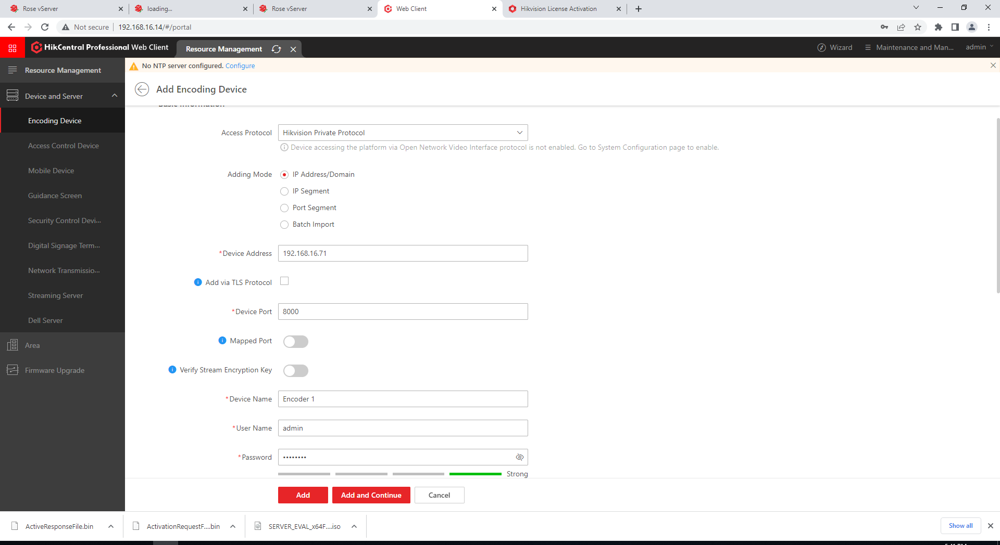 Rose vServer
loading...
Rose vServer
Web Client
Hikvision License Activation
Not secure
192.168.16.14/#/portal
HikCentral Professional Web Client
Resource Management
Wizard
Maintenance and Man...
admin
Resource Management
No NTP server configured. Configure
Device and Server
Add Encoding Device
Basic Information
Encoding Device
Access Protocol
Hikvision Private Protocol
Access Control Device
Device accessing the platform via Open Network Video Interface protocol is not enabled. Go to System Configuration page to enable.
Mobile Device
Adding Mode
IP Address/Domain
IP Segment
Guidance Screen
Port Segment
Security Control Devi...
Batch Import
Digital Signage Term...
*Device Address
192.168.16.71
Network Transmissio...
Add via TLS Protocol
Streaming Server
*Device Port
8000
Dell Server
Mapped Port
Area
Verify Stream Encryption Key
Firmware Upgrade
*Device Name
Encoder 1
*User Name
admin
*Password
••••••••
Strong
Add
Add and Continue
Cancel
ActiveResponseFile.bin
ActivationRequestF....bin
SERVER_EVAL_x64F....iso
Show all